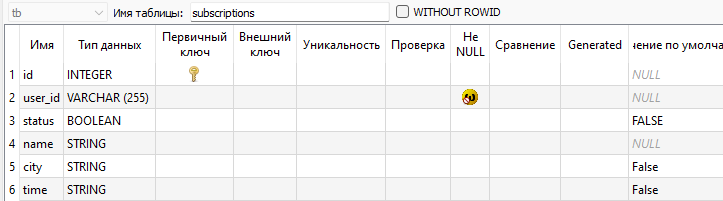 tb Имя таблицы: subscriptions WITHOUT ROWID
Имя Тип данных Первичный ключ Внешний ключ Уникальность Проверка Не NULL Сравнение Generated чение по умолча
1 id INTEGER NULL
2 user_id VARCHAR (255) NULL
3 status BOOLEAN FALSE
4 name STRING NULL
5 city STRING False
6 time STRING False